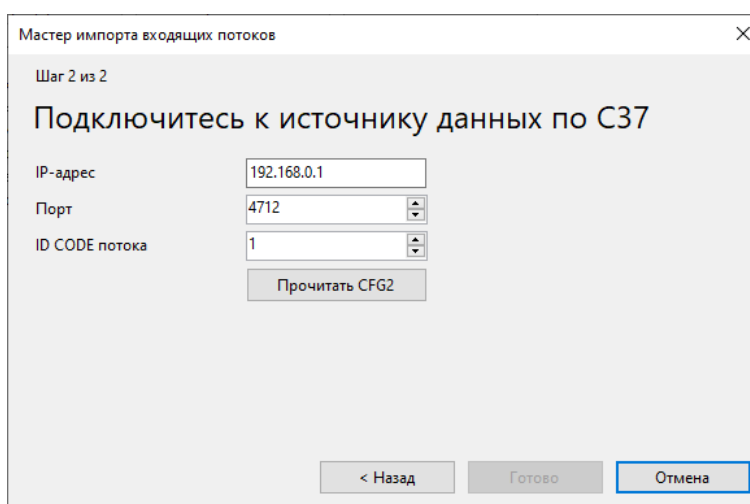 Мастер импорта входящих потоков
Шаг 2 из 2
Подключитесь к источнику данных по C37
IP-адрес 192.168.0.1
Порт 4712
ID CODE потока 1
Прочитать CFG2
< Назад Готово Отмена